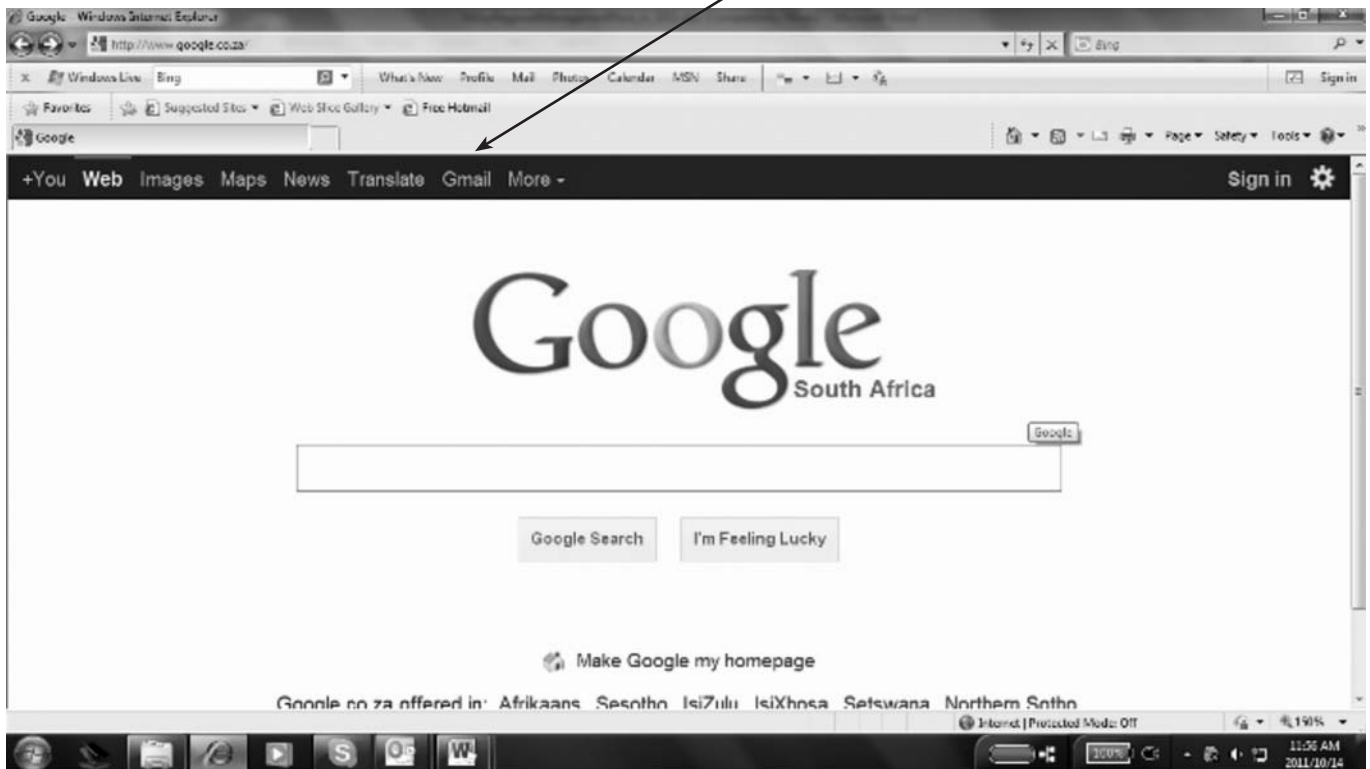 Google - Windows Internet Explorer
http://www.google.co.za/
Bing
x Windows Live Bing What's New Profile Mail Photos Calendar MSN Share Sign in
Favorites Suggested Sites Web Slice Gallery Free Hotmail
Google Page Safety Tools
+You Web Images Maps News Translate Gmail More Sign in
Google
South Africa
Google
Google Search I'm Feeling Lucky
Make Google my homepage
Google.co.za offered in: Afrikaans Sesotho IsiZulu IsiXhosa Setswana Northern Sotho
Internet | Protected Mode: Off 150%
100% 11:56 AM
2011/10/14